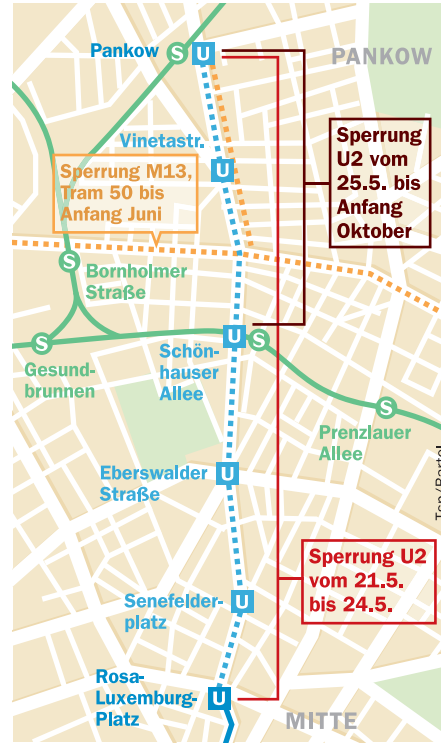 Pankow
S
U
PANKOW
Vinetastr.
U
Sperrung
U2 vom
25.5. bis
Anfang
Oktober
Sperrung M13,
Tram 50 bis
Anfang Juni
S
Bornholmer
Straße
S
Gesund-
brunnen
U
S
Schön-
hauser
Allee
S
Prenzlauer
Allee
Eberswalder
Straße
U
Tsp/Bartel
Sperrung U2
vom 21.5.
bis 24.5.
Senefelder-
platz
U
Rosa-
Luxemburg-
Platz
U
MITTE